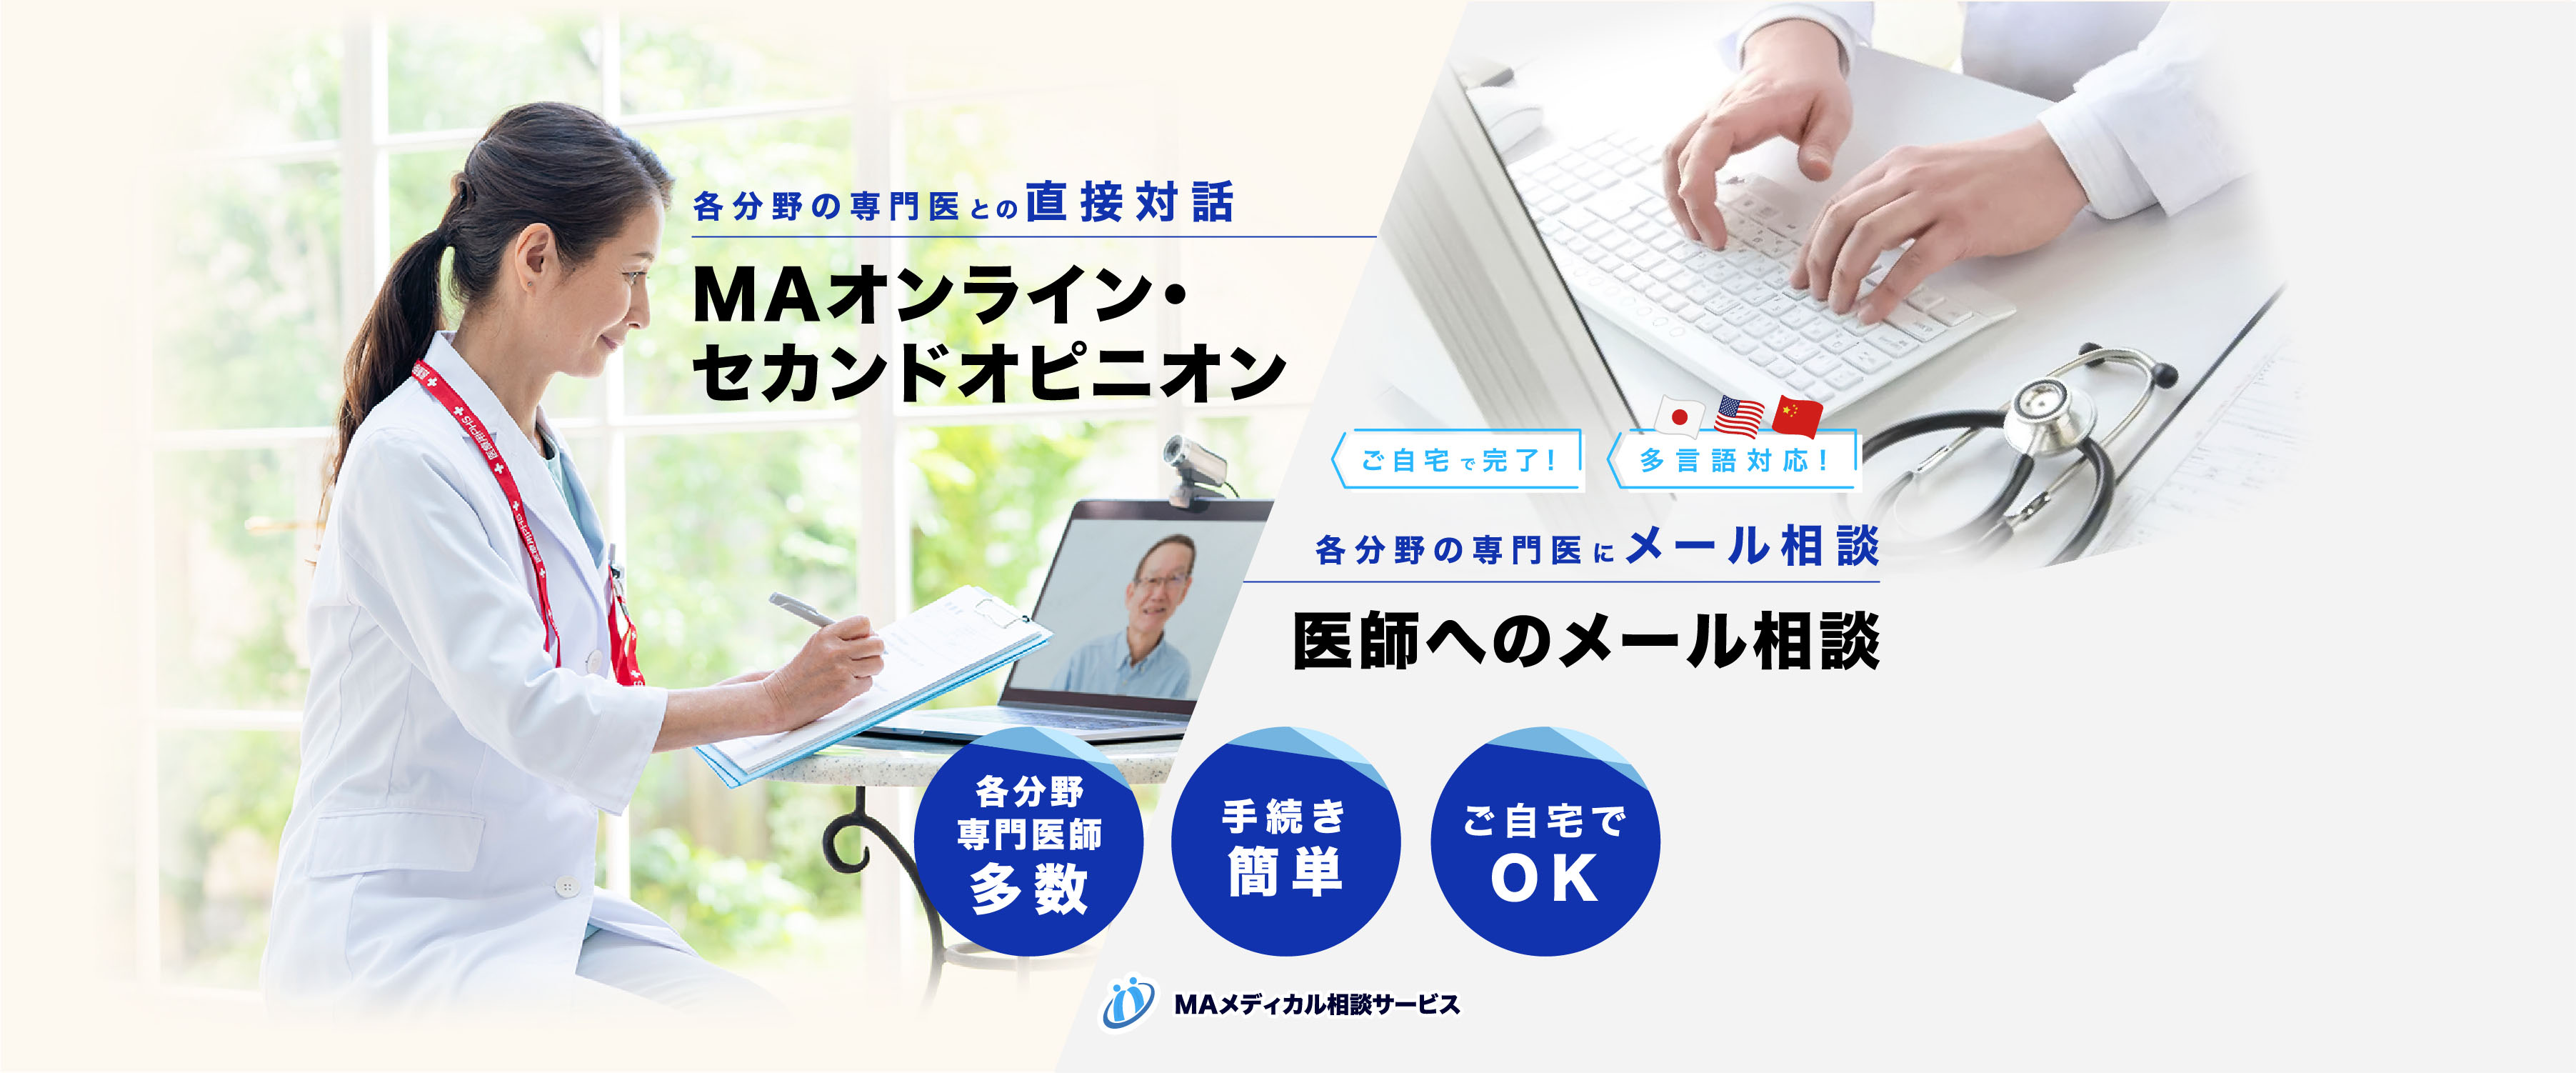 各分野の専門医との直接対話
MAオンライン・
セカンドオピニオン
ご自宅で完了!
多言語対応!
各分野の専門医にメール相談
医師へのメール相談
各分野
専門医師
多数
手続き
簡単
ご自宅で
OK
MAメディカル相談サービス